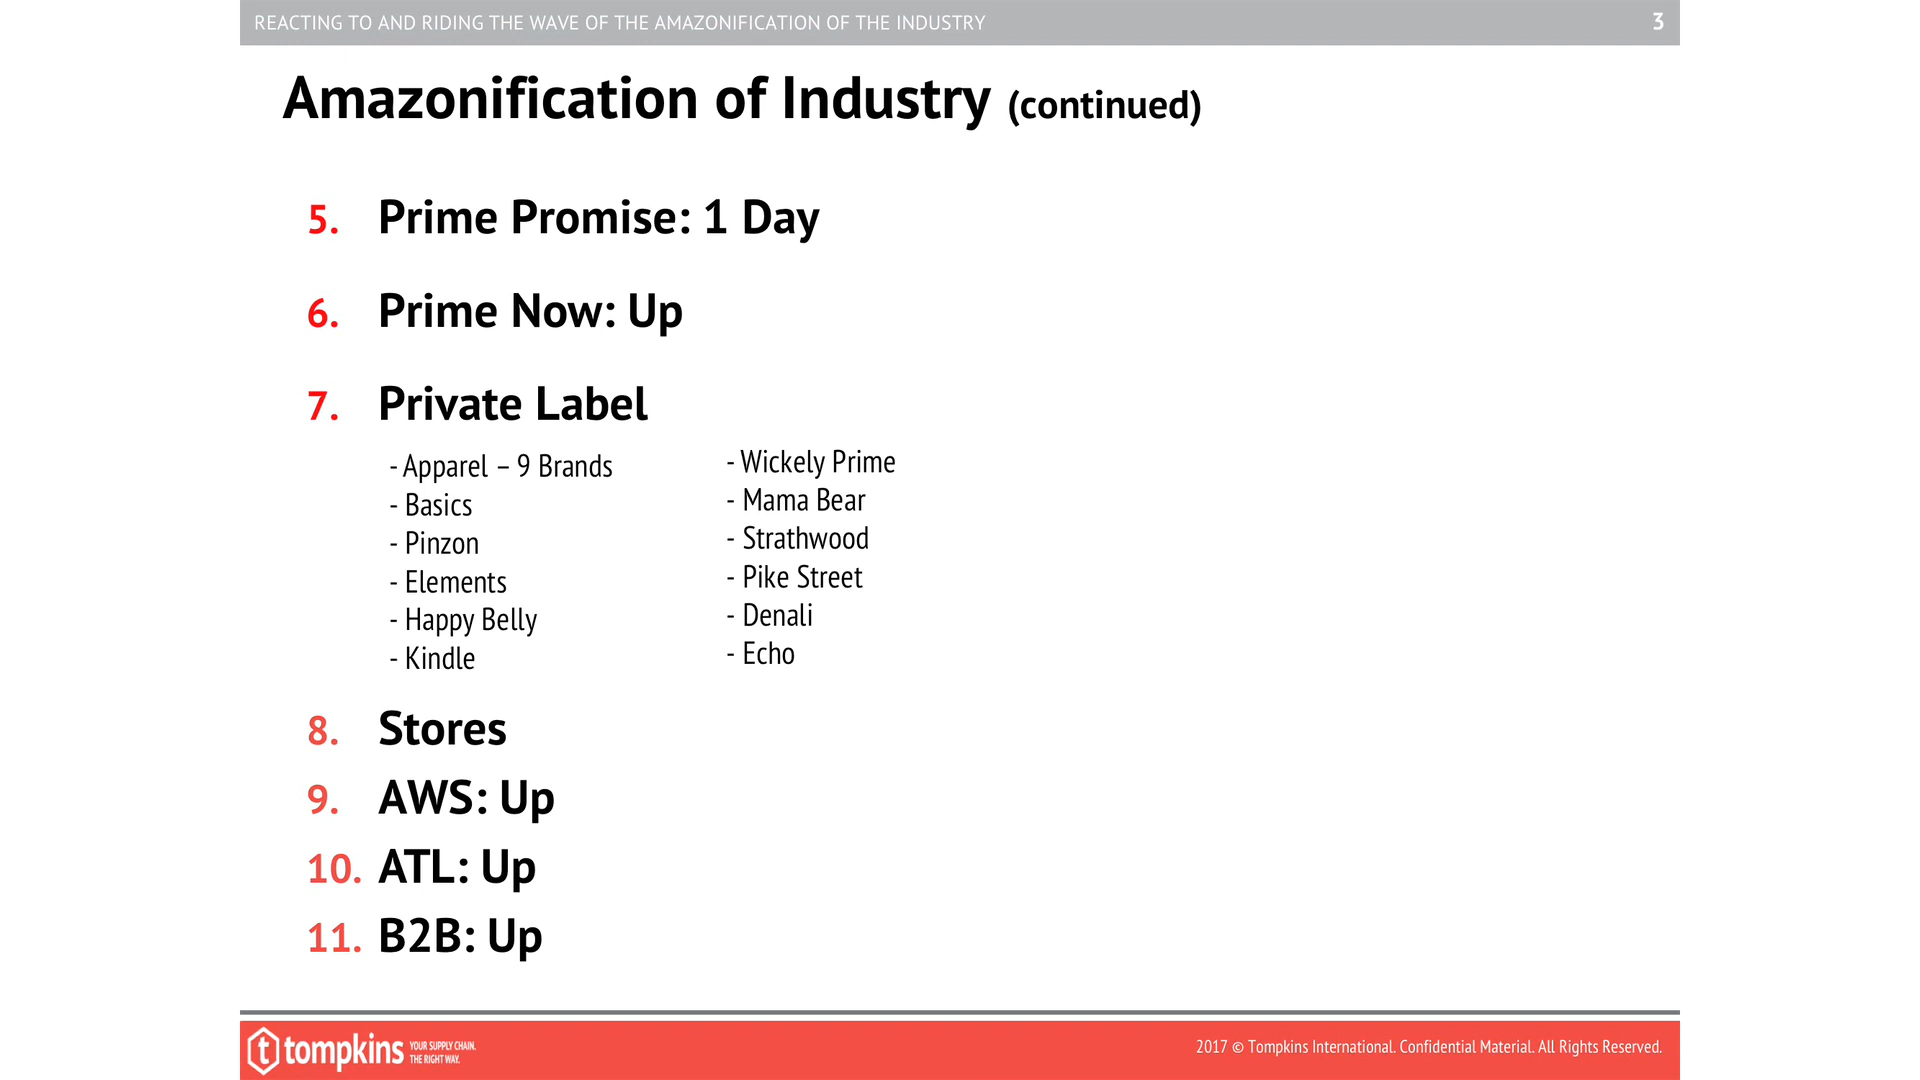 REACTING TO AND RIDING THE WAVE OF THE AMAZONIFICATION OF THE INDUSTRY 3
Amazonification of Industry (continued)
5. Prime Promise: 1 Day
6. Prime Now: Up
7. Private Label
- Apparel – 9 Brands
- Basics
- Pinzon
- Elements
- Happy Belly
- Kindle
- Wickely Prime
- Mama Bear
- Strathwood
- Pike Street
- Denali
- Echo
8. Stores
9. AWS: Up
10. ATL: Up
11. B2B: Up
tompkins
YOUR SUPPLY CHAIN.
THE RIGHT WAY.
2017 © Tompkins International. Confidential Material. All Rights Reserved.